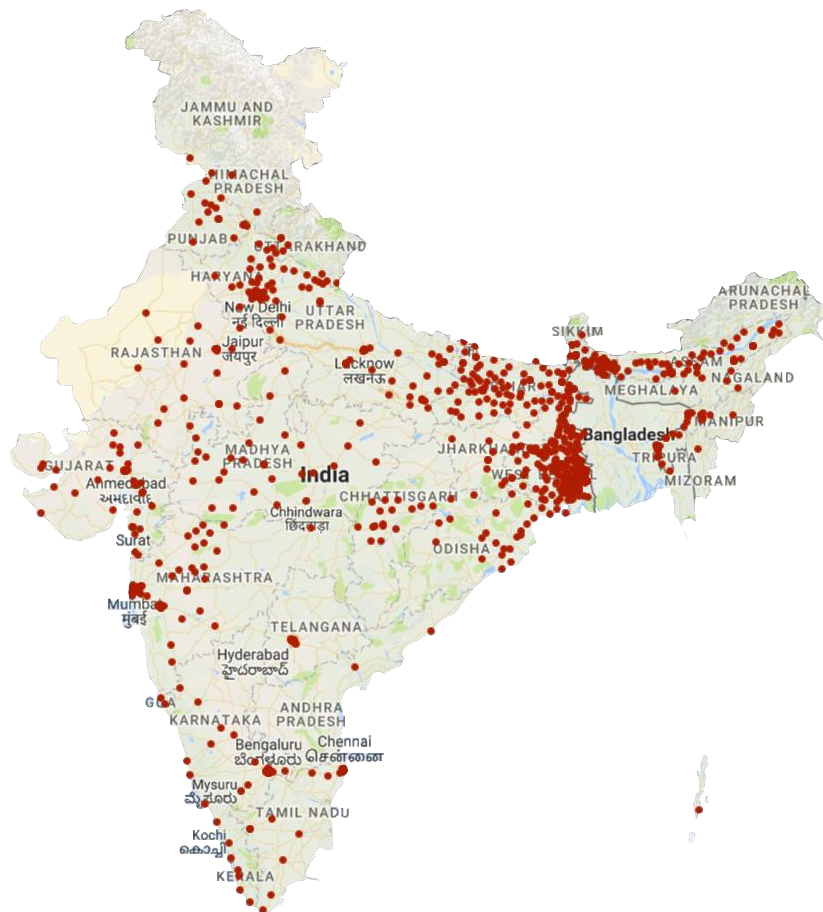 JAMMU AND
KASHMIR
HIMACHAL
PRADESH
PUNJAB
UTTARAKHAND
HARYANA
ARUNACHAL
PRADESH
New Delhi
नई दिल्ली
UTTAR
PRADESH
SIKKIM
Jaipur
जयपुर
RAJASTHAN
Lucknow
लखनऊ
BIHAR
ASSAM
NAGALAND
MEGHALAYA
MANIPUR
Bangladesh
GUJARAT
MADHYA
PRADESH
JHARKHAND
TRIPURA
India
WEST BENGAL
MIZORAM
Ahmedabad
અમદાવાદ
CHHATTISGARH
Chhindwara
छिंदवाड़ा
Surat
ODISHA
MAHARASHTRA
Mumbai
मुंबई
TELANGANA
Hyderabad
హైదరాబాద్
GOA
ANDHRA
PRADESH
KARNATAKA
Bengaluru
ಬೆಂಗಳೂರು
Chennai
சென்னை
Mysuru
ಮೈಸೂರು
TAMIL NADU
Kochi
കൊച്ചി
KERALA